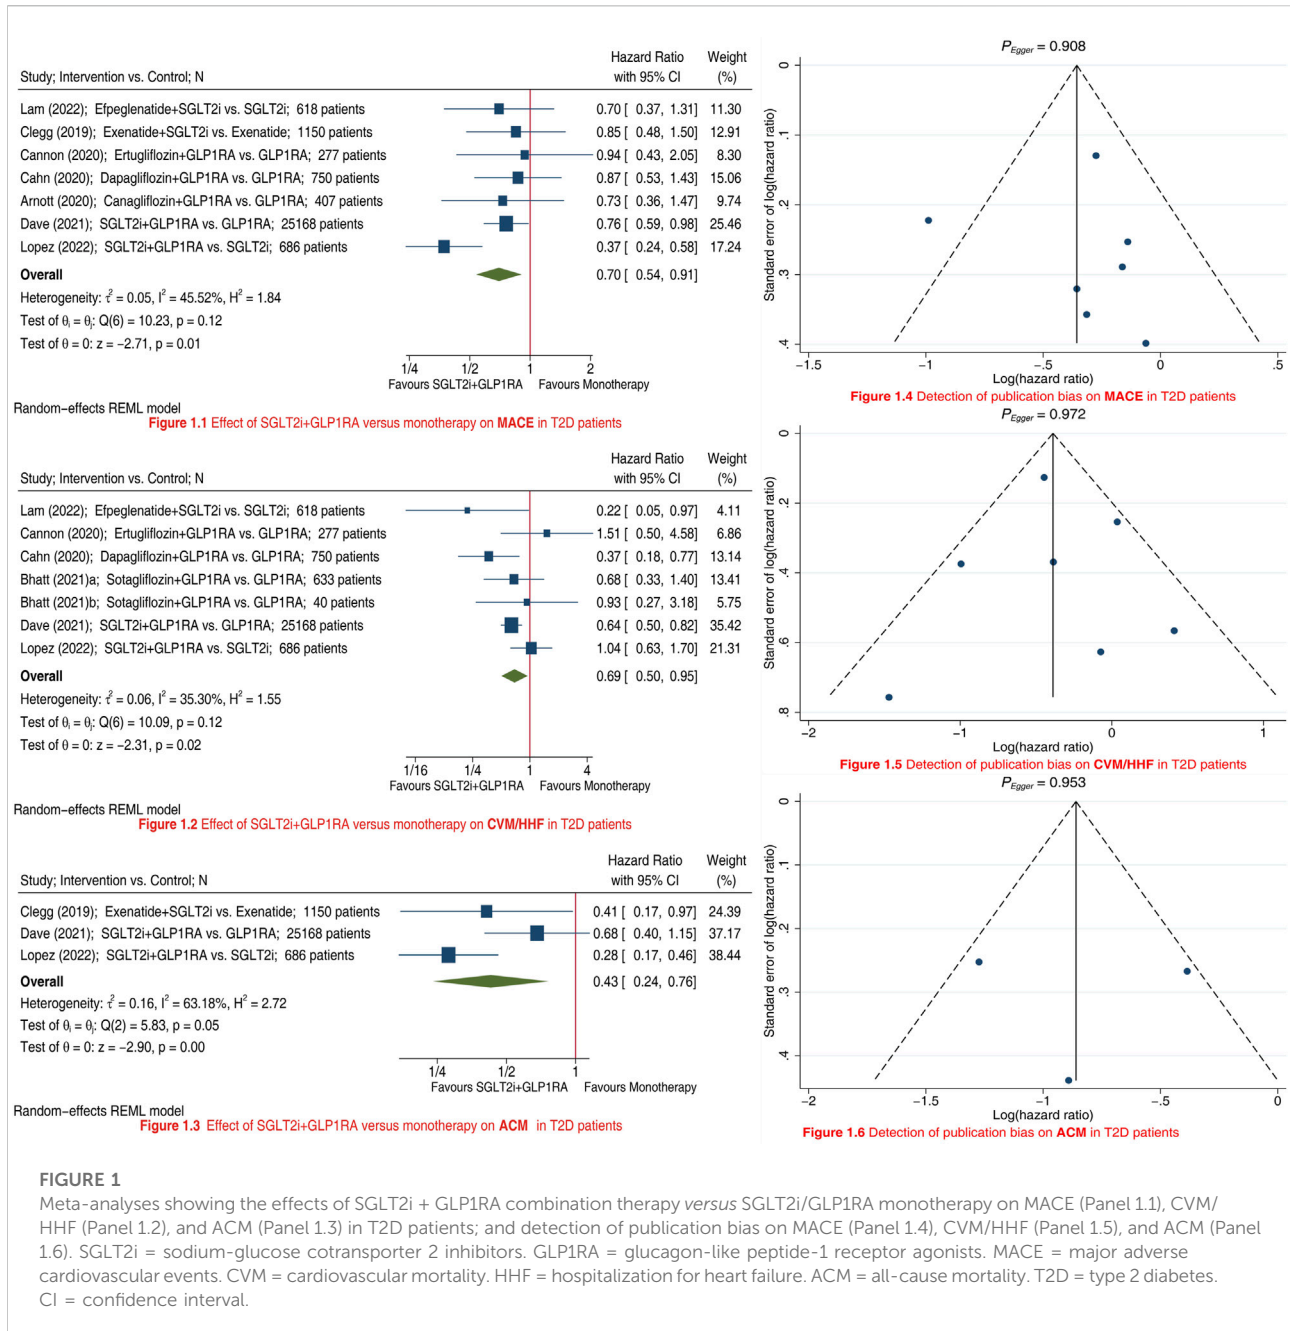 Study; Intervention vs. Control; N
Hazard Ratio with 95% CI
Weight (%)
Lam (2022); Efpeglenatide+SGLT2i vs. SGLT2i; 618 patients 0.70 [ 0.37, 1.31] 11.30
Clegg (2019); Exenatide+SGLT2i vs. Exenatide; 1150 patients 0.85 [ 0.48, 1.50] 12.91
Cannon (2020); Ertugliflozin+GLP1RA vs. GLP1RA; 277 patients 0.94 [ 0.43, 2.05] 8.30
Cahn (2020); Dapagliflozin+GLP1RA vs. GLP1RA; 750 patients 0.87 [ 0.53, 1.43] 15.06
Arnott (2020); Canagliflozin+GLP1RA vs. GLP1RA; 407 patients 0.73 [ 0.36, 1.47] 9.74
Dave (2021); SGLT2i+GLP1RA vs. GLP1RA; 25168 patients 0.76 [ 0.59, 0.98] 25.46
Lopez (2022); SGLT2i+GLP1RA vs. SGLT2i; 686 patients 0.37 [ 0.24, 0.58] 17.24
Overall 0.70 [ 0.54, 0.91]
Heterogeneity: τ² = 0.05, I² = 45.52%, H² = 1.84
Test of θi = θj: Q(6) = 10.23, p = 0.12
Test of θ = 0: z = −2.71, p = 0.01
1/4 1/2 1 2
Favours SGLT2i+GLP1RA Favours Monotherapy
Random−effects REML model
Figure 1.1 Effect of SGLT2i+GLP1RA versus monotherapy on MACE in T2D patients
PEgger = 0.908
Standard error of log(hazard ratio)
0 .1 .2 .3 .4
−1.5 −1 −.5 0 .5
Log(hazard ratio)
Figure 1.4 Detection of publication bias on MACE in T2D patients
Study; Intervention vs. Control; N
Hazard Ratio with 95% CI
Weight (%)
Lam (2022); Efpeglenatide+SGLT2i vs. SGLT2i; 618 patients 0.22 [ 0.05, 0.97] 4.11
Cannon (2020); Ertugliflozin+GLP1RA vs. GLP1RA; 277 patients 1.51 [ 0.50, 4.58] 6.86
Cahn (2020); Dapagliflozin+GLP1RA vs. GLP1RA; 750 patients 0.37 [ 0.18, 0.77] 13.14
Bhatt (2021)a; Sotagliflozin+GLP1RA vs. GLP1RA; 633 patients 0.68 [ 0.33, 1.40] 13.41
Bhatt (2021)b; Sotagliflozin+GLP1RA vs. GLP1RA; 40 patients 0.93 [ 0.27, 3.18] 5.75
Dave (2021); SGLT2i+GLP1RA vs. GLP1RA; 25168 patients 0.64 [ 0.50, 0.82] 35.42
Lopez (2022); SGLT2i+GLP1RA vs. SGLT2i; 686 patients 1.04 [ 0.63, 1.70] 21.31
Overall 0.69 [ 0.50, 0.95]
Heterogeneity: τ² = 0.06, I² = 35.30%, H² = 1.55
Test of θi = θj: Q(6) = 10.09, p = 0.12
Test of θ = 0: z = −2.31, p = 0.02
1/16 1/4 1 4
Favours SGLT2i+GLP1RA Favours Monotherapy
Random−effects REML model
Figure 1.2 Effect of SGLT2i+GLP1RA versus monotherapy on CVM/HHF in T2D patients
PEgger = 0.972
Standard error of log(hazard ratio)
0 .2 .4 .6 .8
−2 −1 0 1
Log(hazard ratio)
Figure 1.5 Detection of publication bias on CVM/HHF in T2D patients
Study; Intervention vs. Control; N
Hazard Ratio with 95% CI
Weight (%)
Clegg (2019); Exenatide+SGLT2i vs. Exenatide; 1150 patients 0.41 [ 0.17, 0.97] 24.39
Dave (2021); SGLT2i+GLP1RA vs. GLP1RA; 25168 patients 0.68 [ 0.40, 1.15] 37.17
Lopez (2022); SGLT2i+GLP1RA vs. SGLT2i; 686 patients 0.28 [ 0.17, 0.46] 38.44
Overall 0.43 [ 0.24, 0.76]
Heterogeneity: τ² = 0.16, I² = 63.18%, H² = 2.72
Test of θi = θj: Q(2) = 5.83, p = 0.05
Test of θ = 0: z = −2.90, p = 0.00
1/4 1/2 1
Favours SGLT2i+GLP1RA Favours Monotherapy
Random−effects REML model
Figure 1.3 Effect of SGLT2i+GLP1RA versus monotherapy on ACM in T2D patients
PEgger = 0.953
Standard error of log(hazard ratio)
0 .1 .2 .3 .4
−2 −1.5 −1 −.5 0
Log(hazard ratio)
Figure 1.6 Detection of publication bias on ACM in T2D patients
FIGURE 1
Meta-analyses showing the effects of SGLT2i + GLP1RA combination therapy versus SGLT2i/GLP1RA monotherapy on MACE (Panel 1.1), CVM/
HHF (Panel 1.2), and ACM (Panel 1.3) in T2D patients; and detection of publication bias on MACE (Panel 1.4), CVM/HHF (Panel 1.5), and ACM (Panel
1.6). SGLT2i = sodium-glucose cotransporter 2 inhibitors. GLP1RA = glucagon-like peptide-1 receptor agonists. MACE = major adverse
cardiovascular events. CVM = cardiovascular mortality. HHF = hospitalization for heart failure. ACM = all-cause mortality. T2D = type 2 diabetes.
CI = confidence interval.